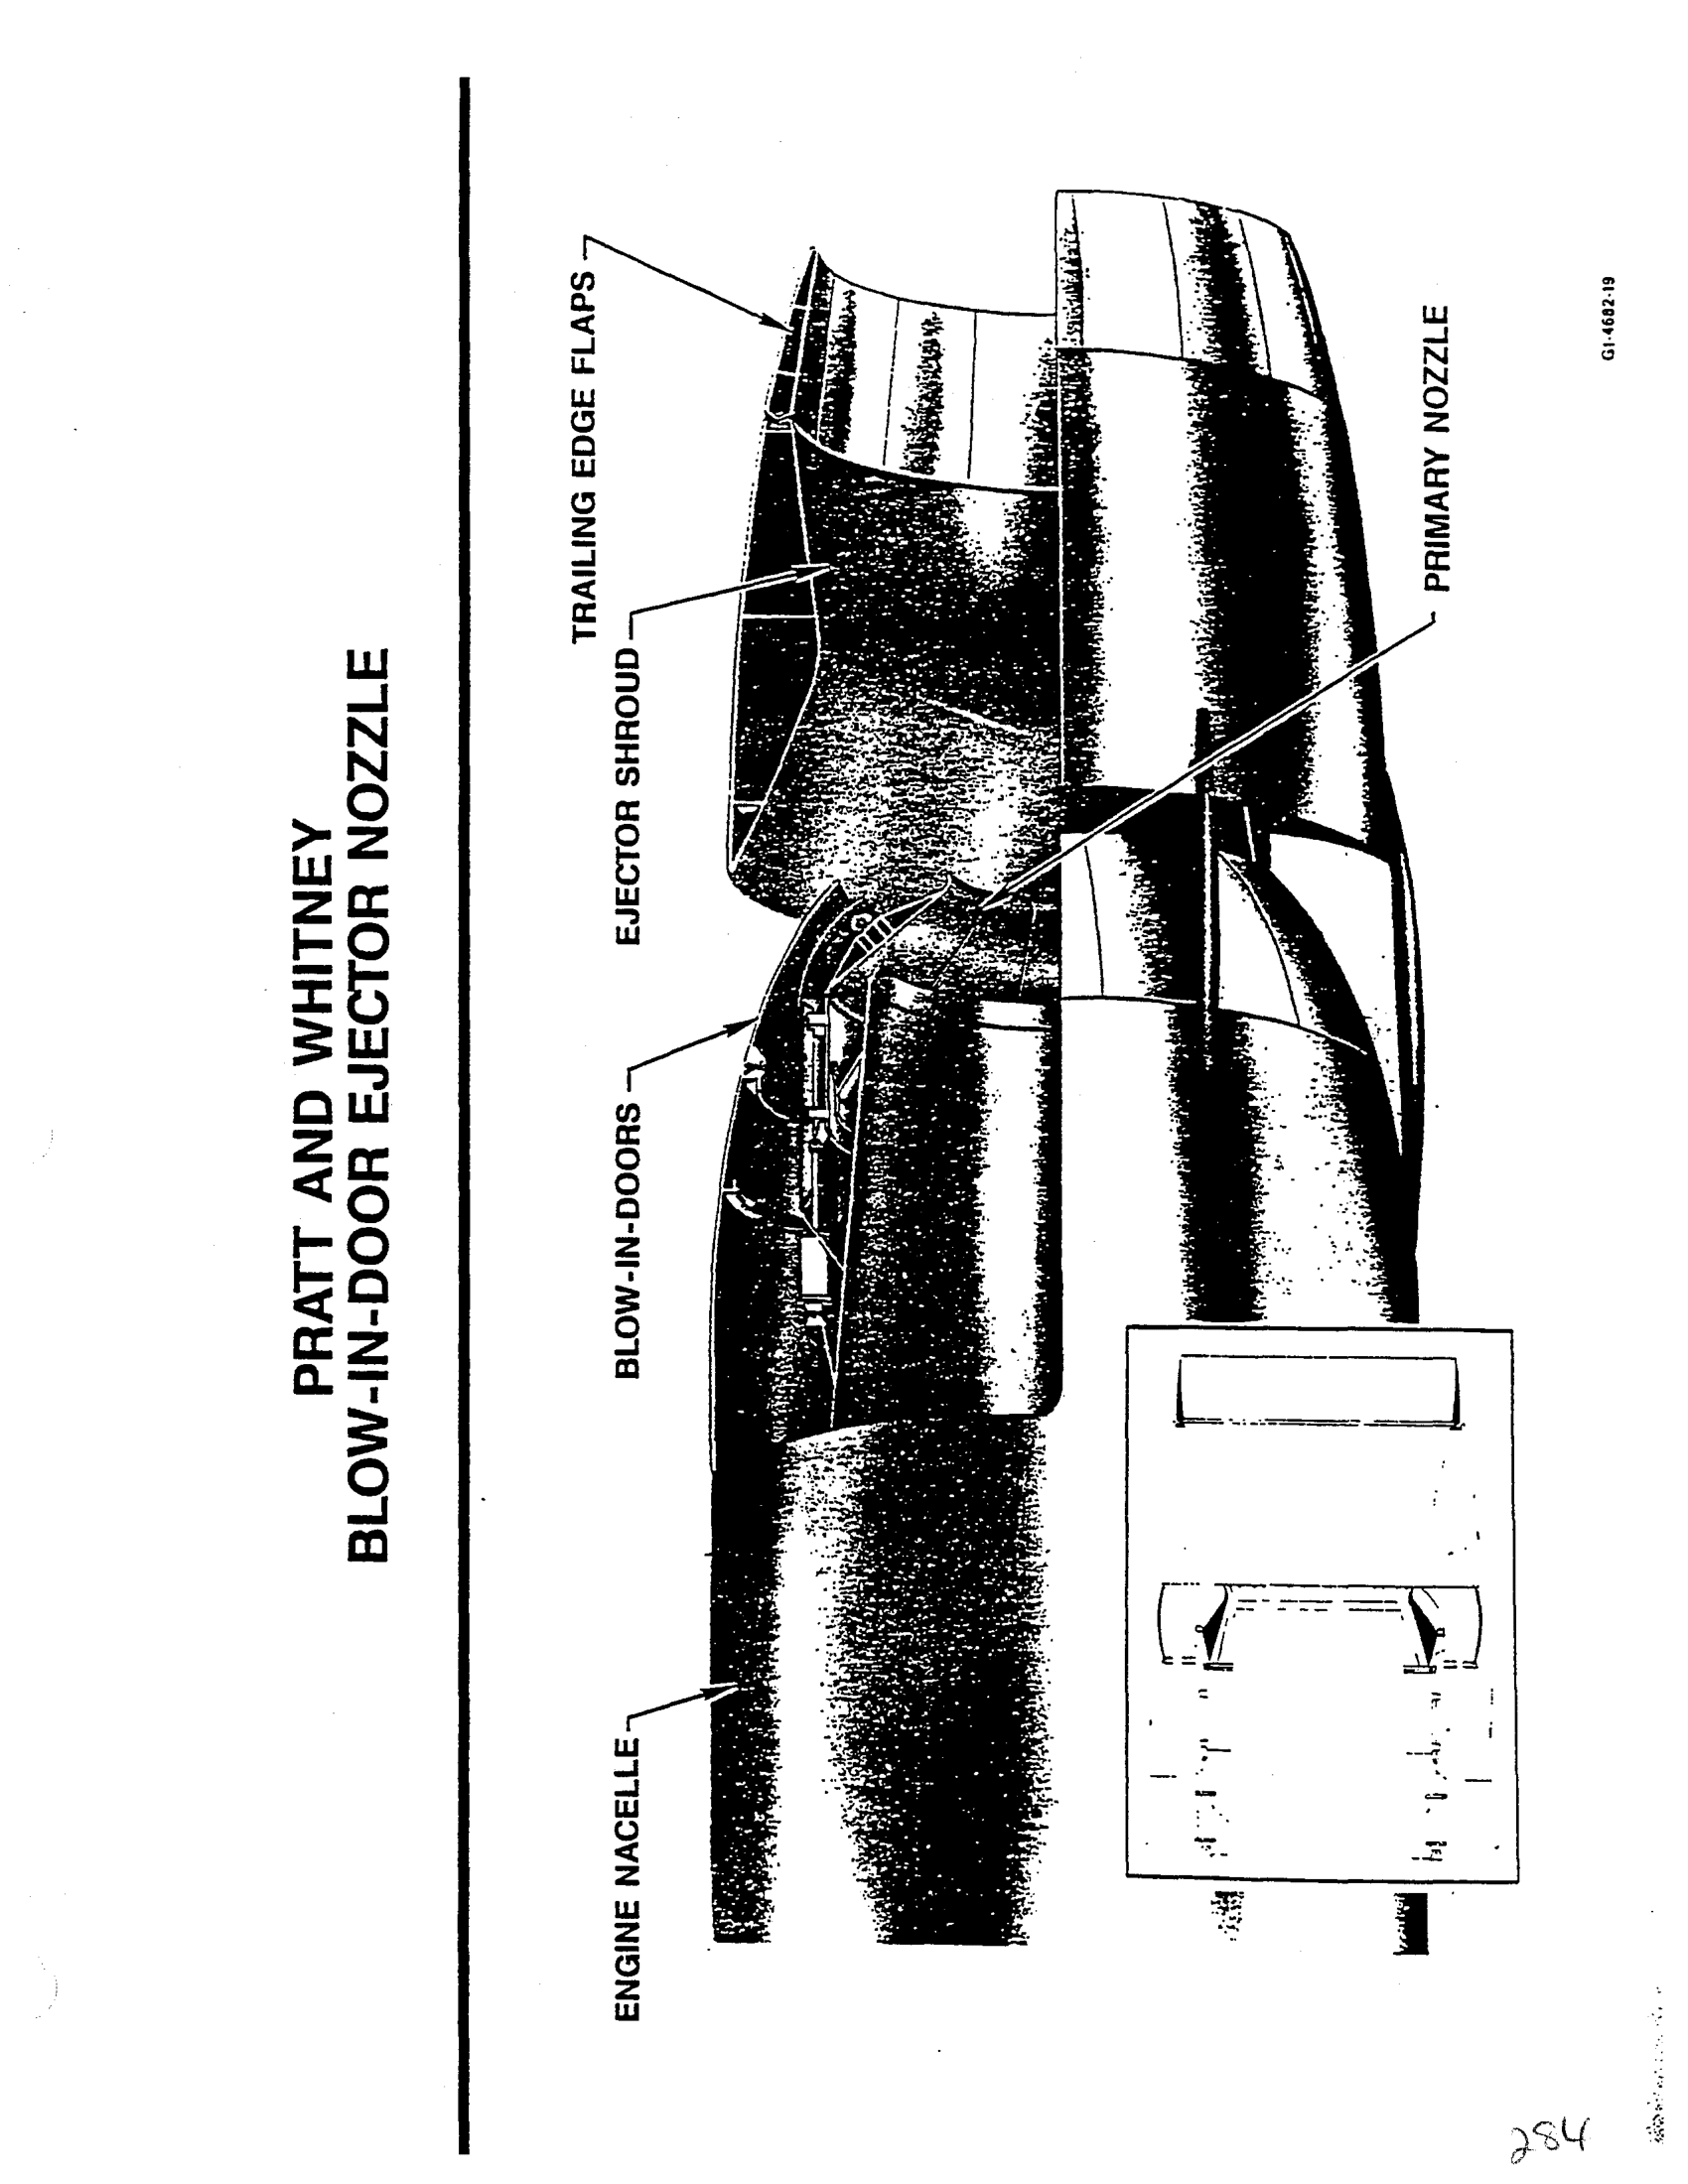 PRATT AND WHITNEY
BLOW-IN-DOOR EJECTOR NOZZLE
TRAILING EDGE FLAPS
EJECTOR SHROUD
BLOW-IN-DOORS
ENGINE NACELLE
PRIMARY NOZZLE
G1-4682-19
284